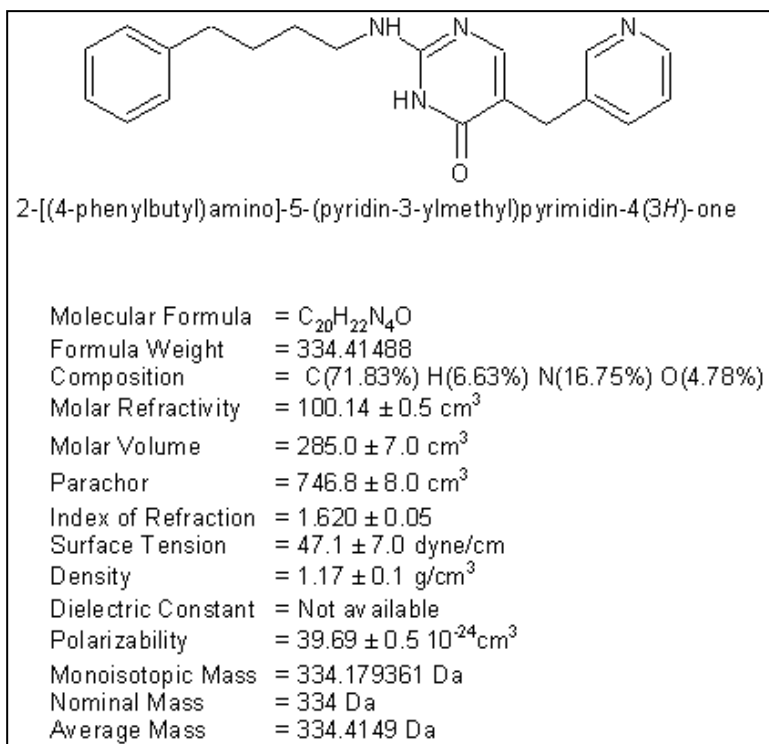 NH N N
HN
O
2-[(4-phenylbutyl)amino]-5-(pyridin-3-ylmethyl)pyrimidin-4(3H)-one
Molecular Formula = C₂₀H₂₂N₄O
Formula Weight = 334.41488
Composition = C(71.83%) H(6.63%) N(16.75%) O(4.78%)
Molar Refractivity = 100.14 ± 0.5 cm³
Molar Volume = 285.0 ± 7.0 cm³
Parachor = 746.8 ± 8.0 cm³
Index of Refraction = 1.620 ± 0.05
Surface Tension = 47.1 ± 7.0 dyne/cm
Density = 1.17 ± 0.1 g/cm³
Dielectric Constant = Not available
Polarizability = 39.69 ± 0.5 10⁻²⁴cm³
Monoisotopic Mass = 334.179361 Da
Nominal Mass = 334 Da
Average Mass = 334.4149 Da